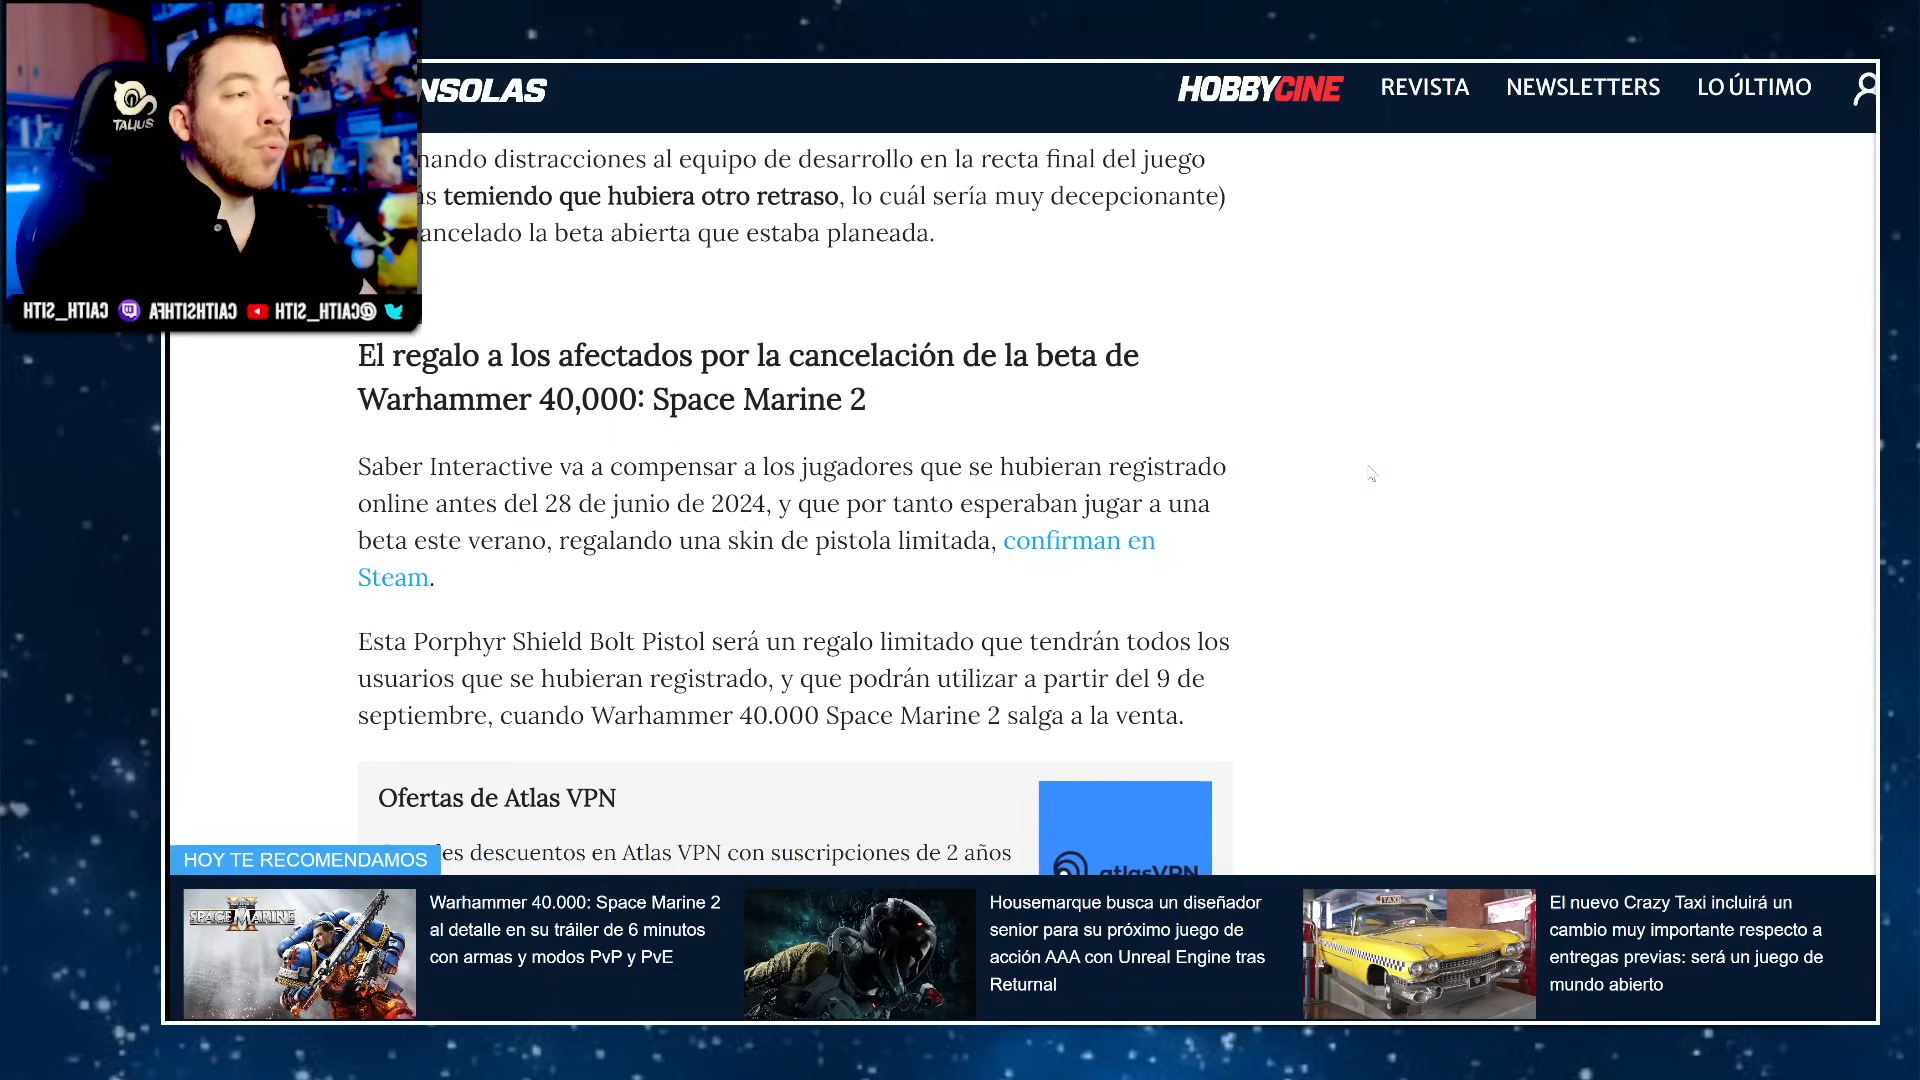 TALIUS
CAITH_SITH CAITHSITHFA @CAITH_SITH
NSOLAS
HOBBYCINE REVISTA NEWSLETTERS LO ÚLTIMO
distracciones al equipo de desarrollo en la recta final del juego
temiendo que hubiera otro retraso, lo cuál sería muy decepcionante)
la beta abierta que estaba planeada.
El regalo a los afectados por la cancelación de la beta de
Warhammer 40,000: Space Marine 2
Saber Interactive va a compensar a los jugadores que se hubieran registrado
online antes del 28 de junio de 2024, y que por tanto esperaban jugar a una
beta este verano, regalando una skin de pistola limitada, confirman en
Steam.
Esta Porphyr Shield Bolt Pistol será un regalo limitado que tendrán todos los
usuarios que se hubieran registrado, y que podrán utilizar a partir del 9 de
septiembre, cuando Warhammer 40.000 Space Marine 2 salga a la venta.
Ofertas de Atlas VPN
descuentos en Atlas VPN con suscripciones de 2 años
atlasVPN
HOY TE RECOMENDAMOS
SPACE MARINE
II
Warhammer 40.000: Space Marine 2
al detalle en su tráiler de 6 minutos
con armas y modos PvP y PvE
Housemarque busca un diseñador
senior para su próximo juego de
acción AAA con Unreal Engine tras
Returnal
TAXI
El nuevo Crazy Taxi incluirá un
cambio muy importante respecto a
entregas previas: será un juego de
mundo abierto